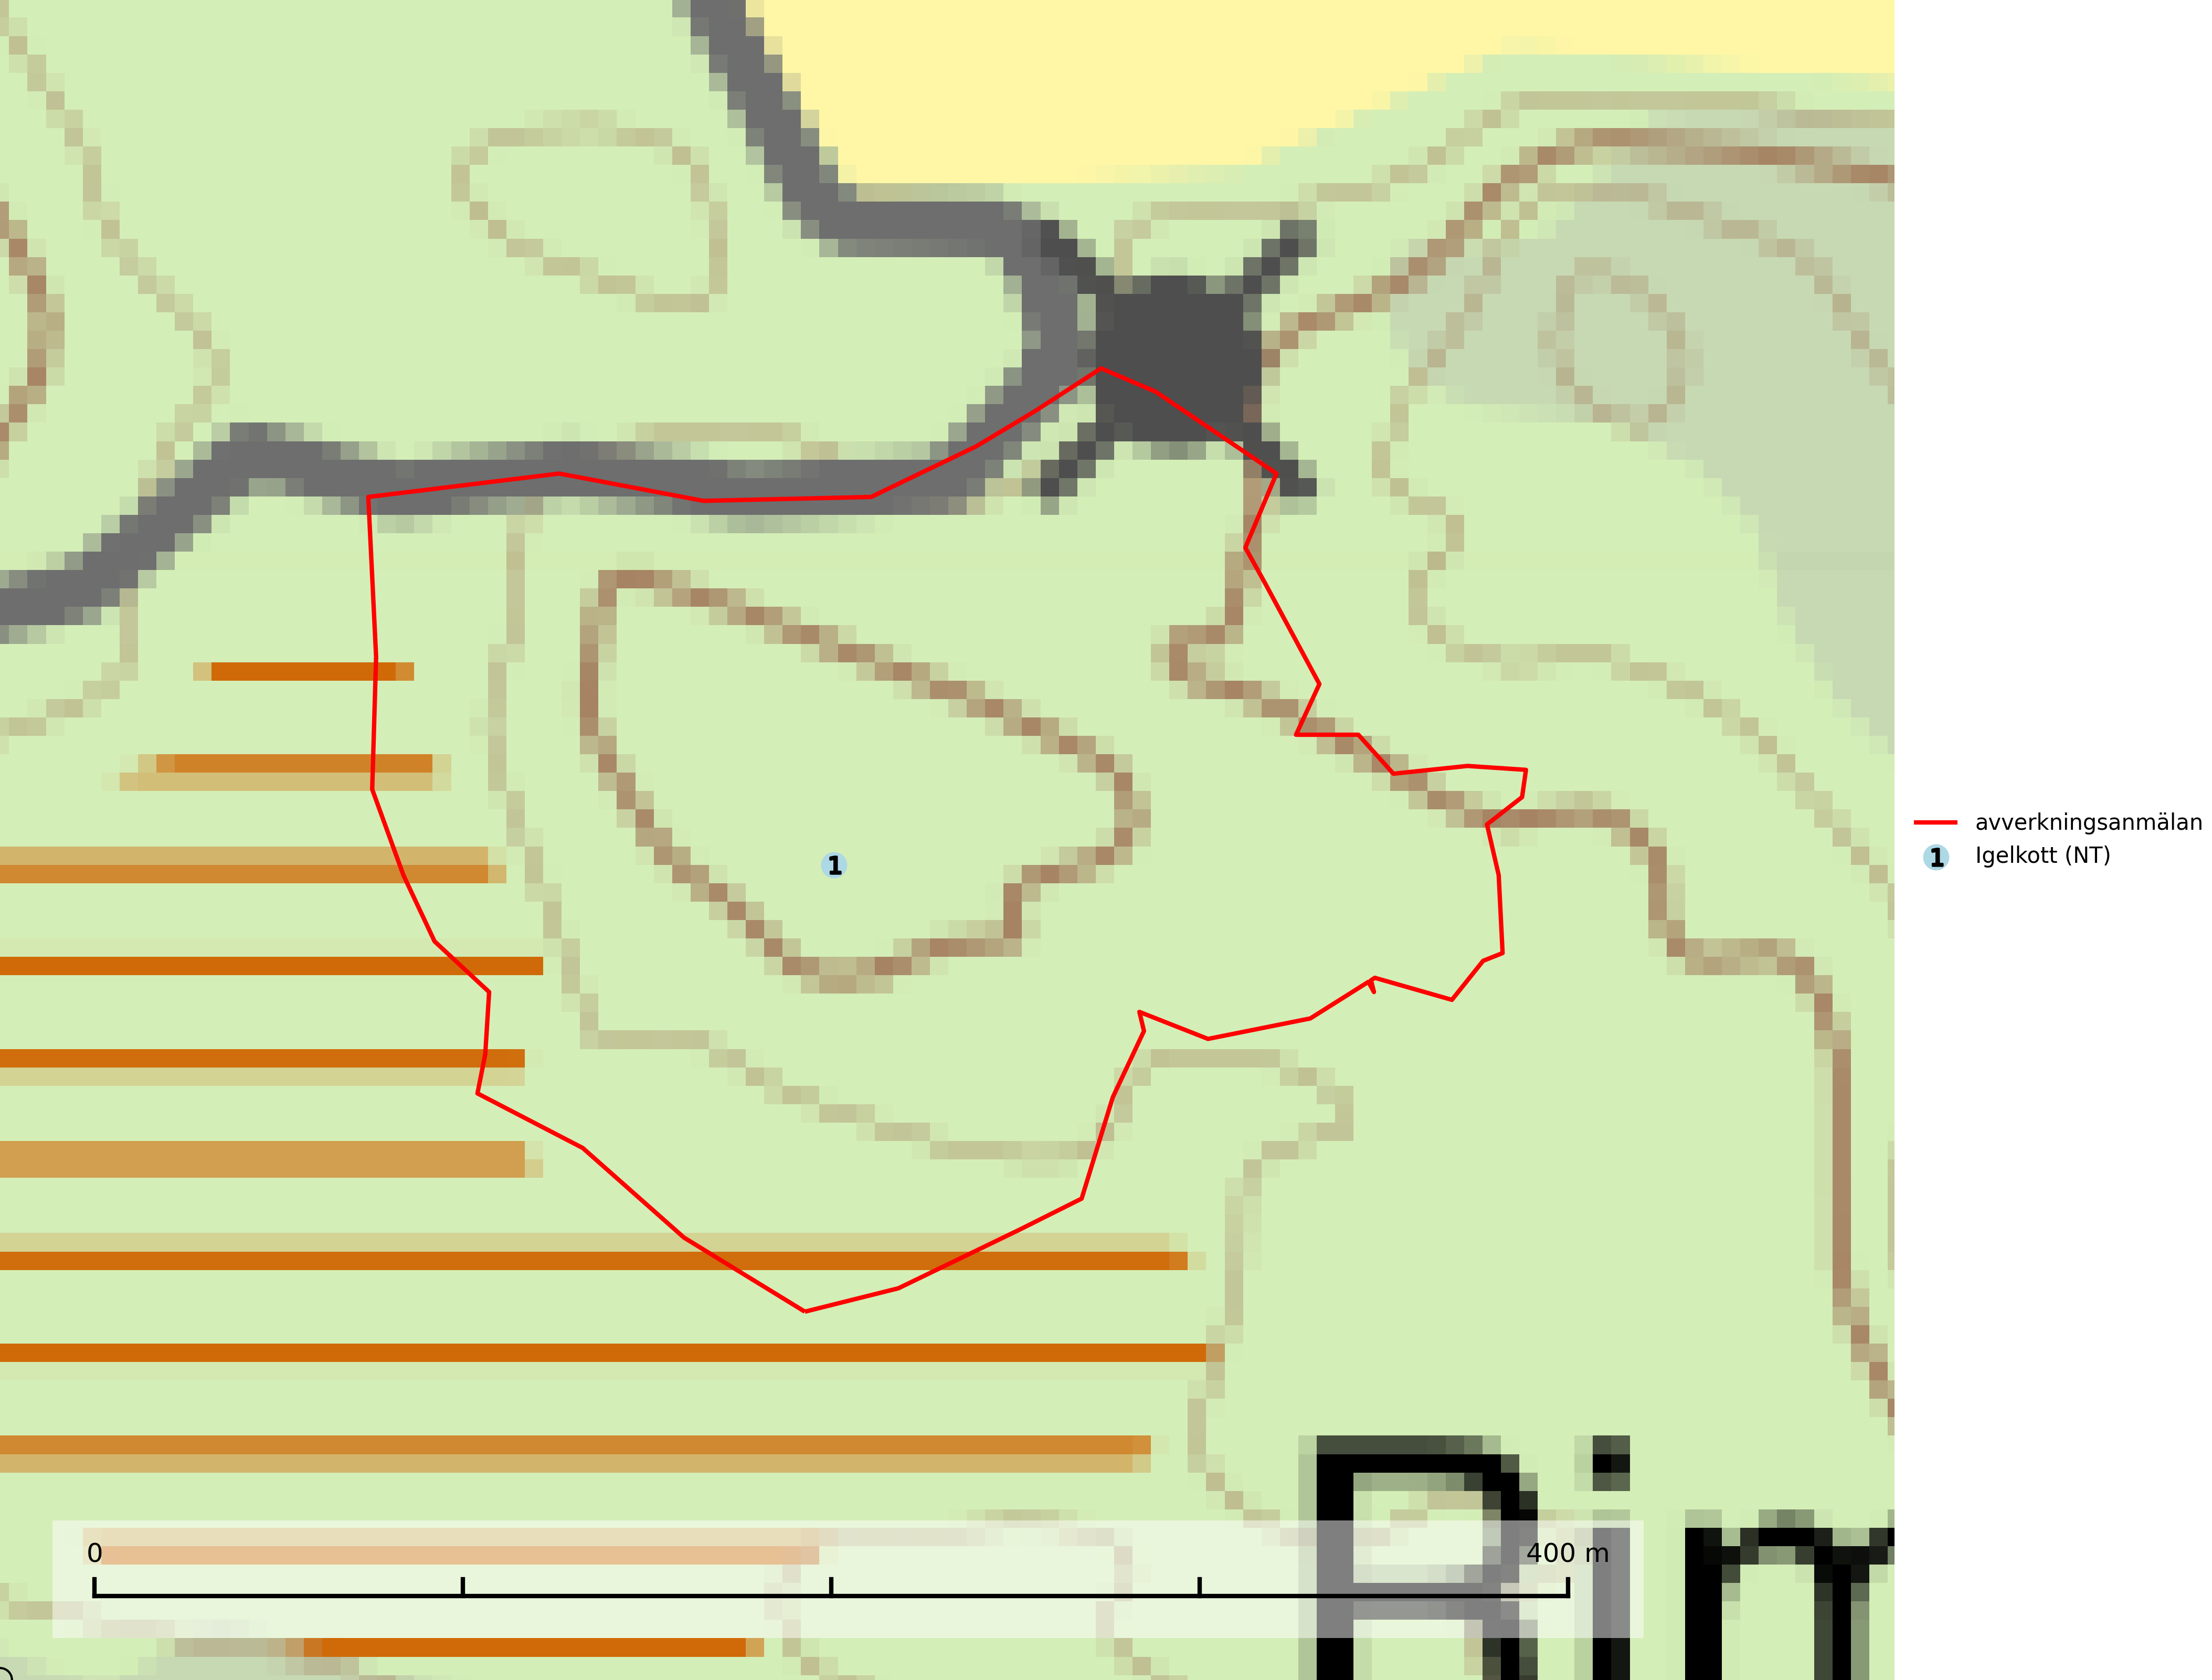 1
avverkningsanmälan
1 Igelkott (NT)
0 400 m